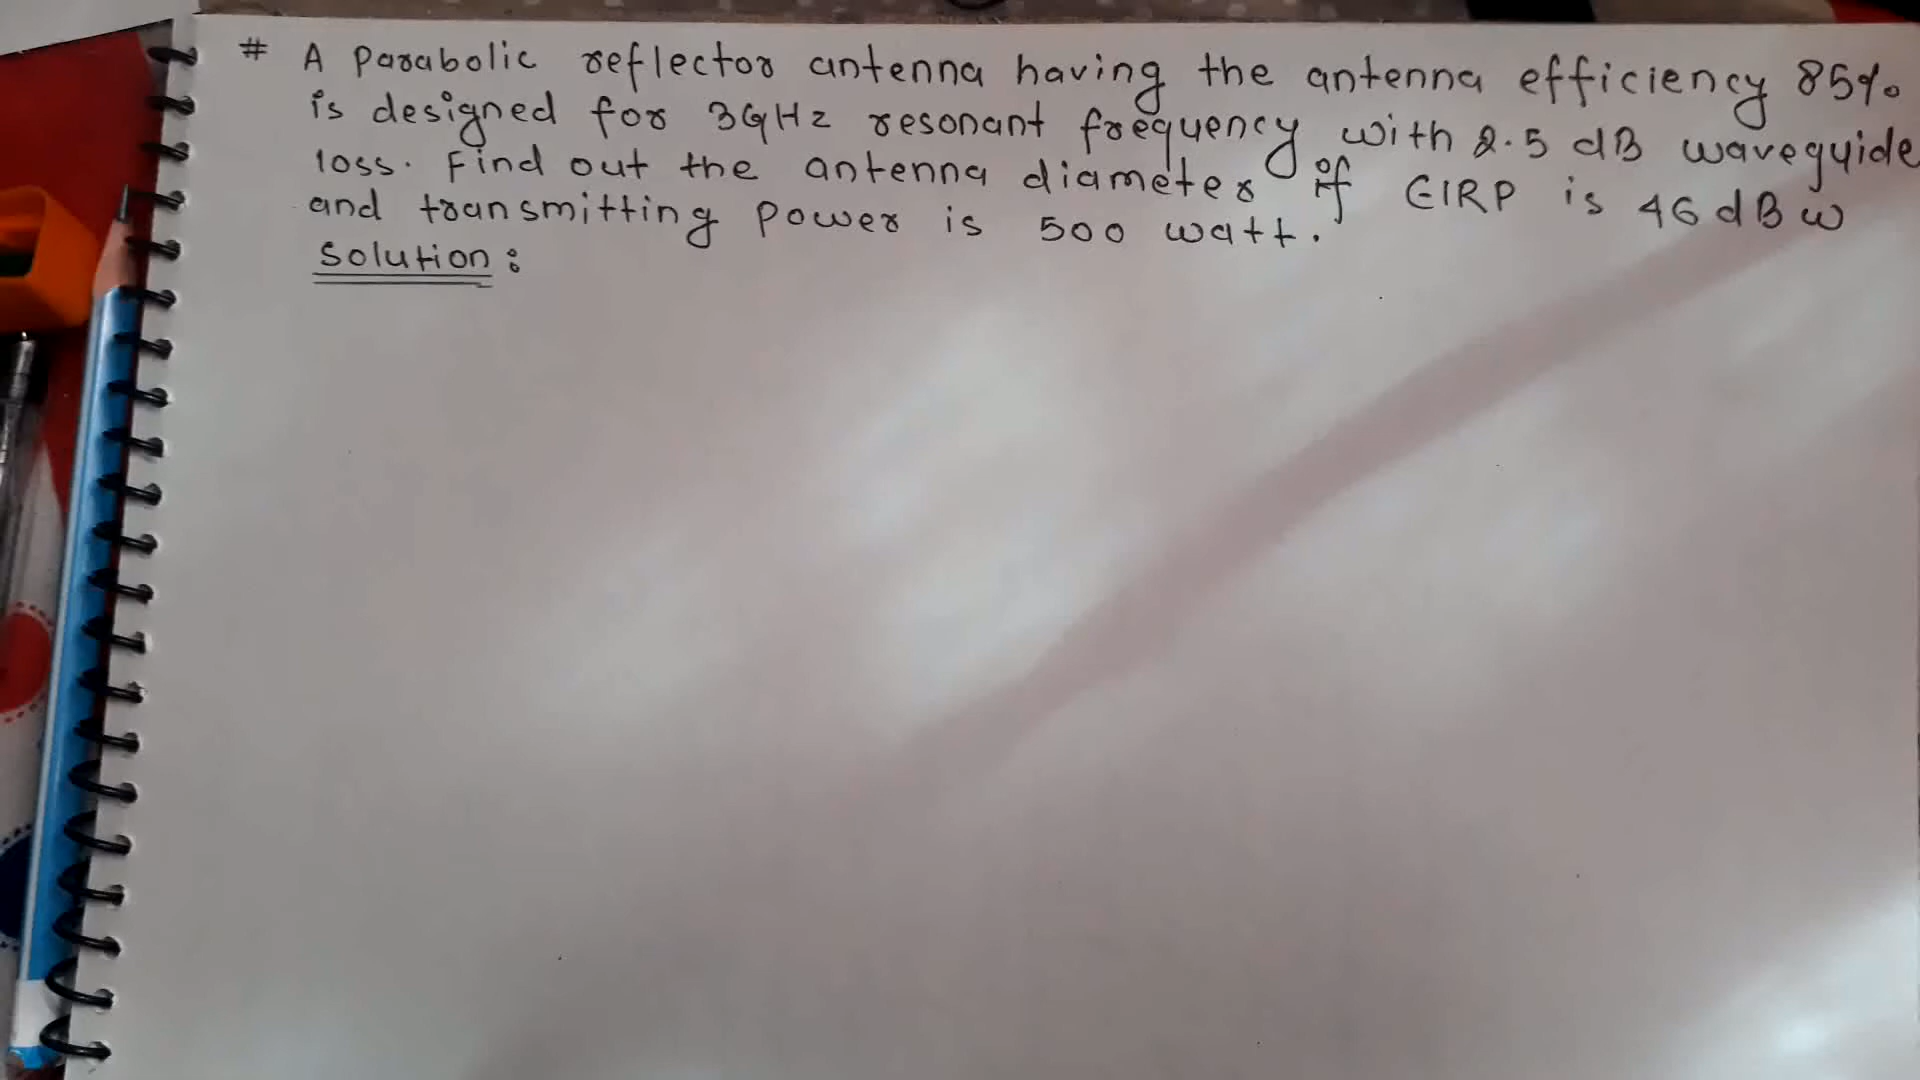 # A parabolic reflector antenna having the antenna efficiency 85%
is designed for 3GHz resonant frequency with 2.5 dB waveguide
loss. Find out the antenna diameter of if EIRP is 46 dBW
and transmitting power is 500 watt.
Solution: